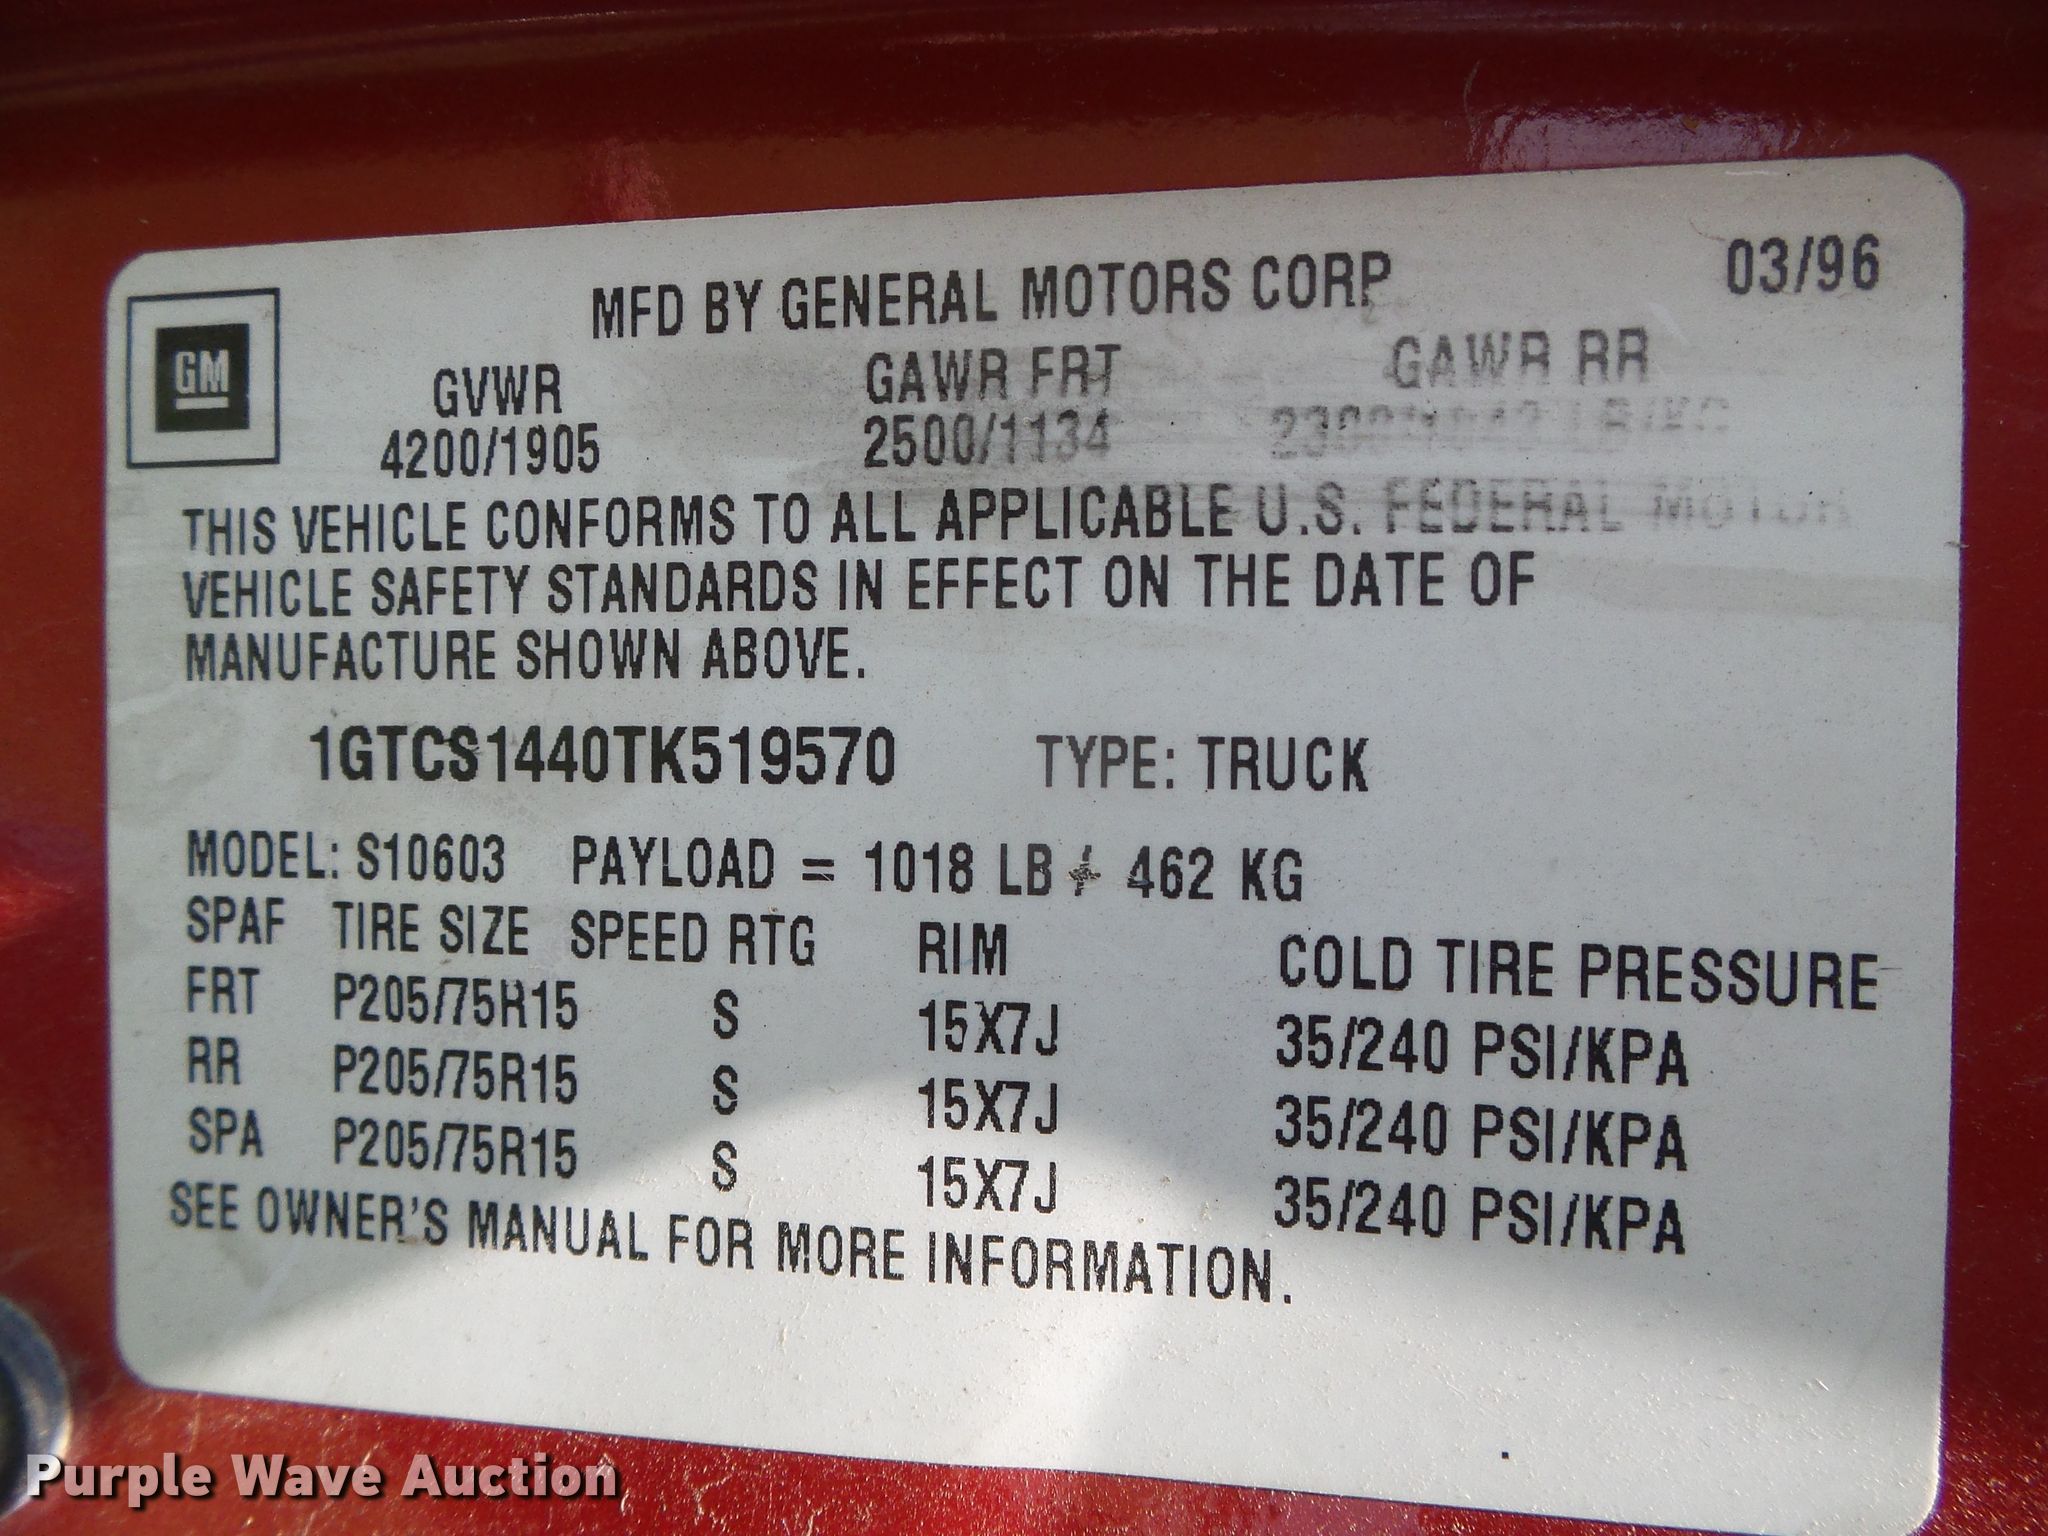 MFD BY GENERAL MOTORS CORP 03/96
GM
GVWR GAWR FRT GAWR RR
4200/1905 2500/1134
THIS VEHICLE CONFORMS TO ALL APPLICABLE U.S. FEDERAL MOTOR
VEHICLE SAFETY STANDARDS IN EFFECT ON THE DATE OF
MANUFACTURE SHOWN ABOVE.
1GTCS1440TK519570 TYPE: TRUCK
MODEL: S10603 PAYLOAD = 1018 LB / 462 KG
SPAF TIRE SIZE SPEED RTG RIM COLD TIRE PRESSURE
FRT P205/75R15 S 15X7J 35/240 PSI/KPA
RR P205/75R15 S 15X7J 35/240 PSI/KPA
SPA P205/75R15 S 15X7J 35/240 PSI/KPA
SEE OWNER'S MANUAL FOR MORE INFORMATION.
Purple Wave Auction